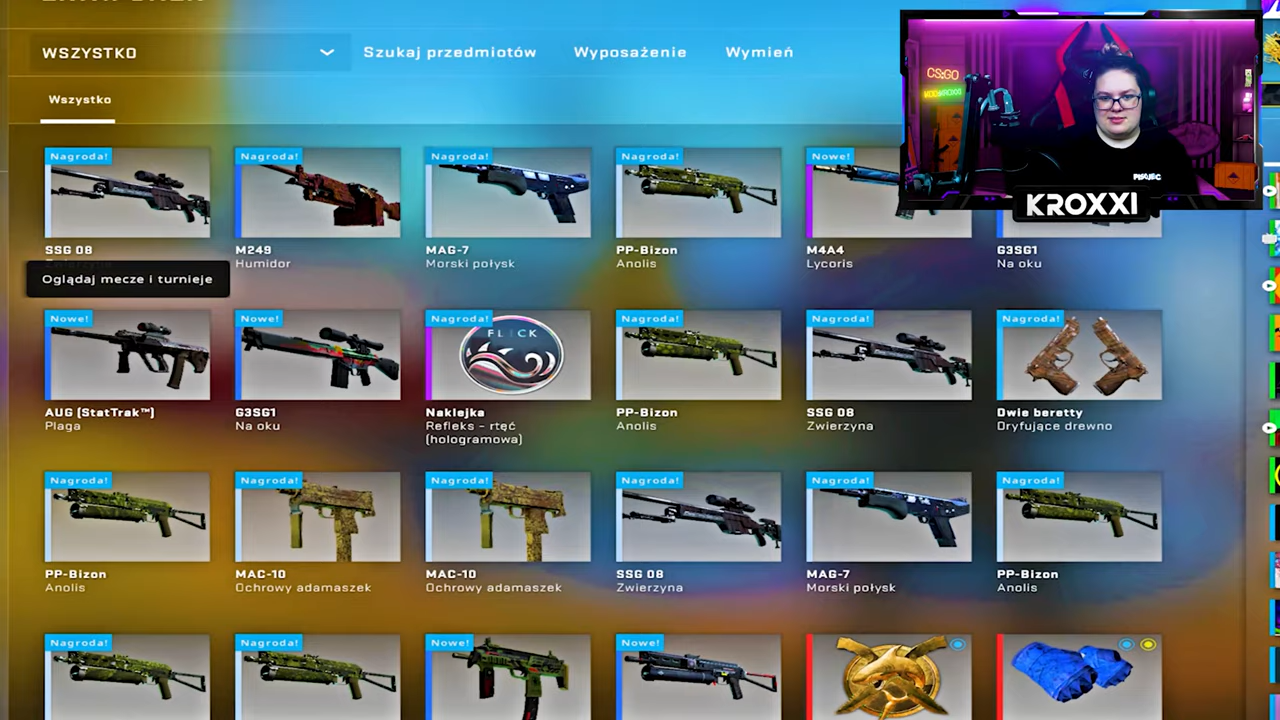 WSZYSTKO
Szukaj przedmiotów
Wyposażenie
Wymień
Wszystko
CS:GO
KROXXI
Nagroda!
Nagroda!
Nagroda!
Nagroda!
Nowe!
SSG 08
M249
MAG-7
PP-Bizon
M4A4
G3SG1
Zwierzyna
Humidor
Morski połysk
Anolis
Lycoris
Na oku
Oglądaj mecze i turnieje
Nowe!
Nowe!
Nagroda!
Nagroda!
Nagroda!
Nagroda!
AUG (StatTrak™)
G3SG1
Naklejka
PP-Bizon
SSG 08
Dwie beretty
Plaga
Na oku
Refleks - rtęć
Anolis
Zwierzyna
Dryfujące drewno
(hologramowa)
Nagroda!
Nagroda!
Nagroda!
Nagroda!
Nagroda!
Nagroda!
PP-Bizon
MAC-10
MAC-10
SSG 08
MAG-7
PP-Bizon
Anolis
Ochrowy adamaszek
Ochrowy adamaszek
Zwierzyna
Morski połysk
Anolis
Nagroda!
Nagroda!
Nowe!
Nowe!